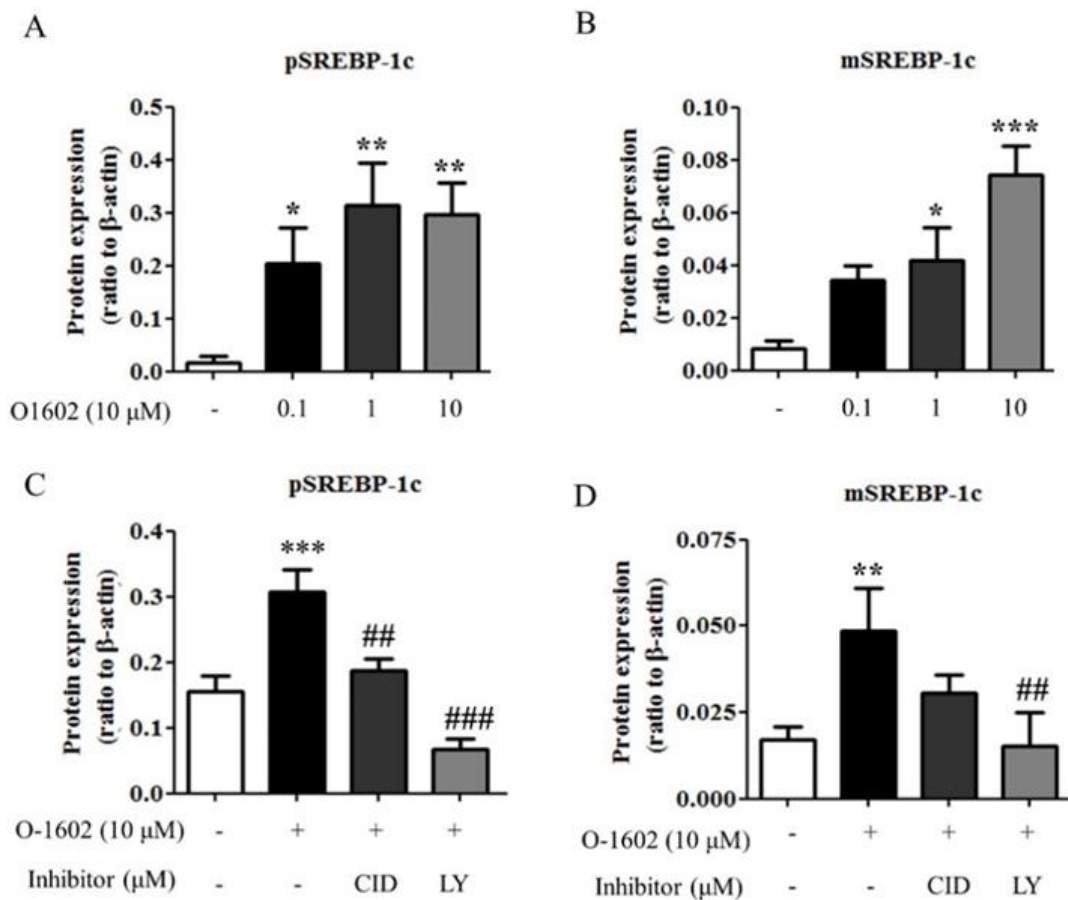 A
pSREBP-1c
Protein expression
(ratio to β-actin)
0.5
0.4
0.3
0.2
0.1
0.0
*
**
**
O1602 (10 μM)
-
0.1
1
10
B
mSREBP-1c
Protein expression
(ratio to β-actin)
0.10
0.08
0.06
0.04
0.02
0.00
*
***
-
0.1
1
10
C
pSREBP-1c
Protein expression
(ratio to β-actin)
0.4
0.3
0.2
0.1
0.0
***
##
###
O-1602 (10 μM) - + + +
Inhibitor (μM) - - CID LY
D
mSREBP-1c
Protein expression
(ratio to β-actin)
0.075
0.050
0.025
0.000
**
##
O-1602 (10 μM) - + + +
Inhibitor (μM) - - CID LY